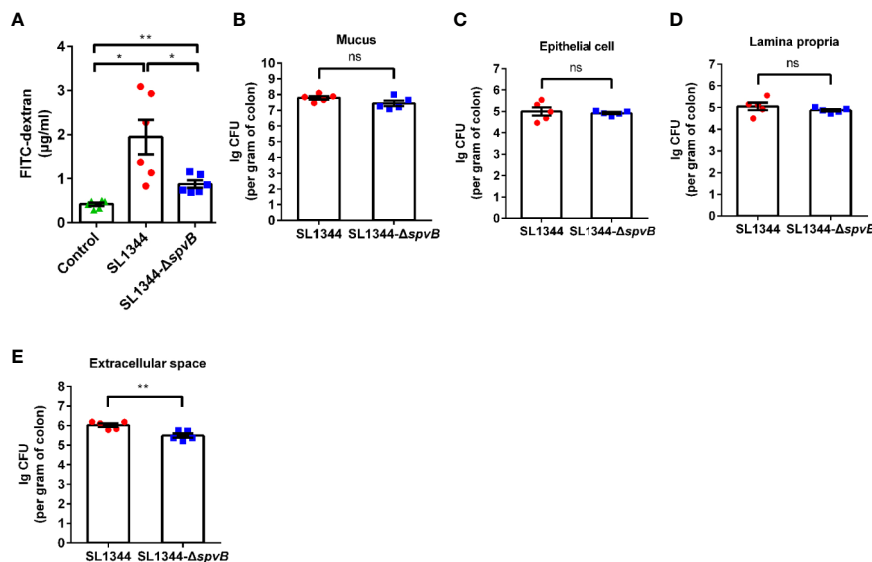 A
FITC-dextran
(μg/ml)
4
3
2
1
0
**
*
*
Control
SL1344
SL1344-ΔspvB
B
Mucus
ns
lg CFU
(per gram of colon)
10
9
8
7
6
5
4
3
2
1
0
SL1344
SL1344-ΔspvB
C
Epithelial cell
ns
lg CFU
(per gram of colon)
7
6
5
4
3
2
1
0
SL1344
SL1344-ΔspvB
D
Lamina propria
ns
lg CFU
(per gram of colon)
7
6
5
4
3
2
1
0
SL1344
SL1344-ΔspvB
E
Extracellular space
**
lg CFU
(per gram of colon)
8
7
6
5
4
3
2
1
0
SL1344
SL1344-ΔspvB